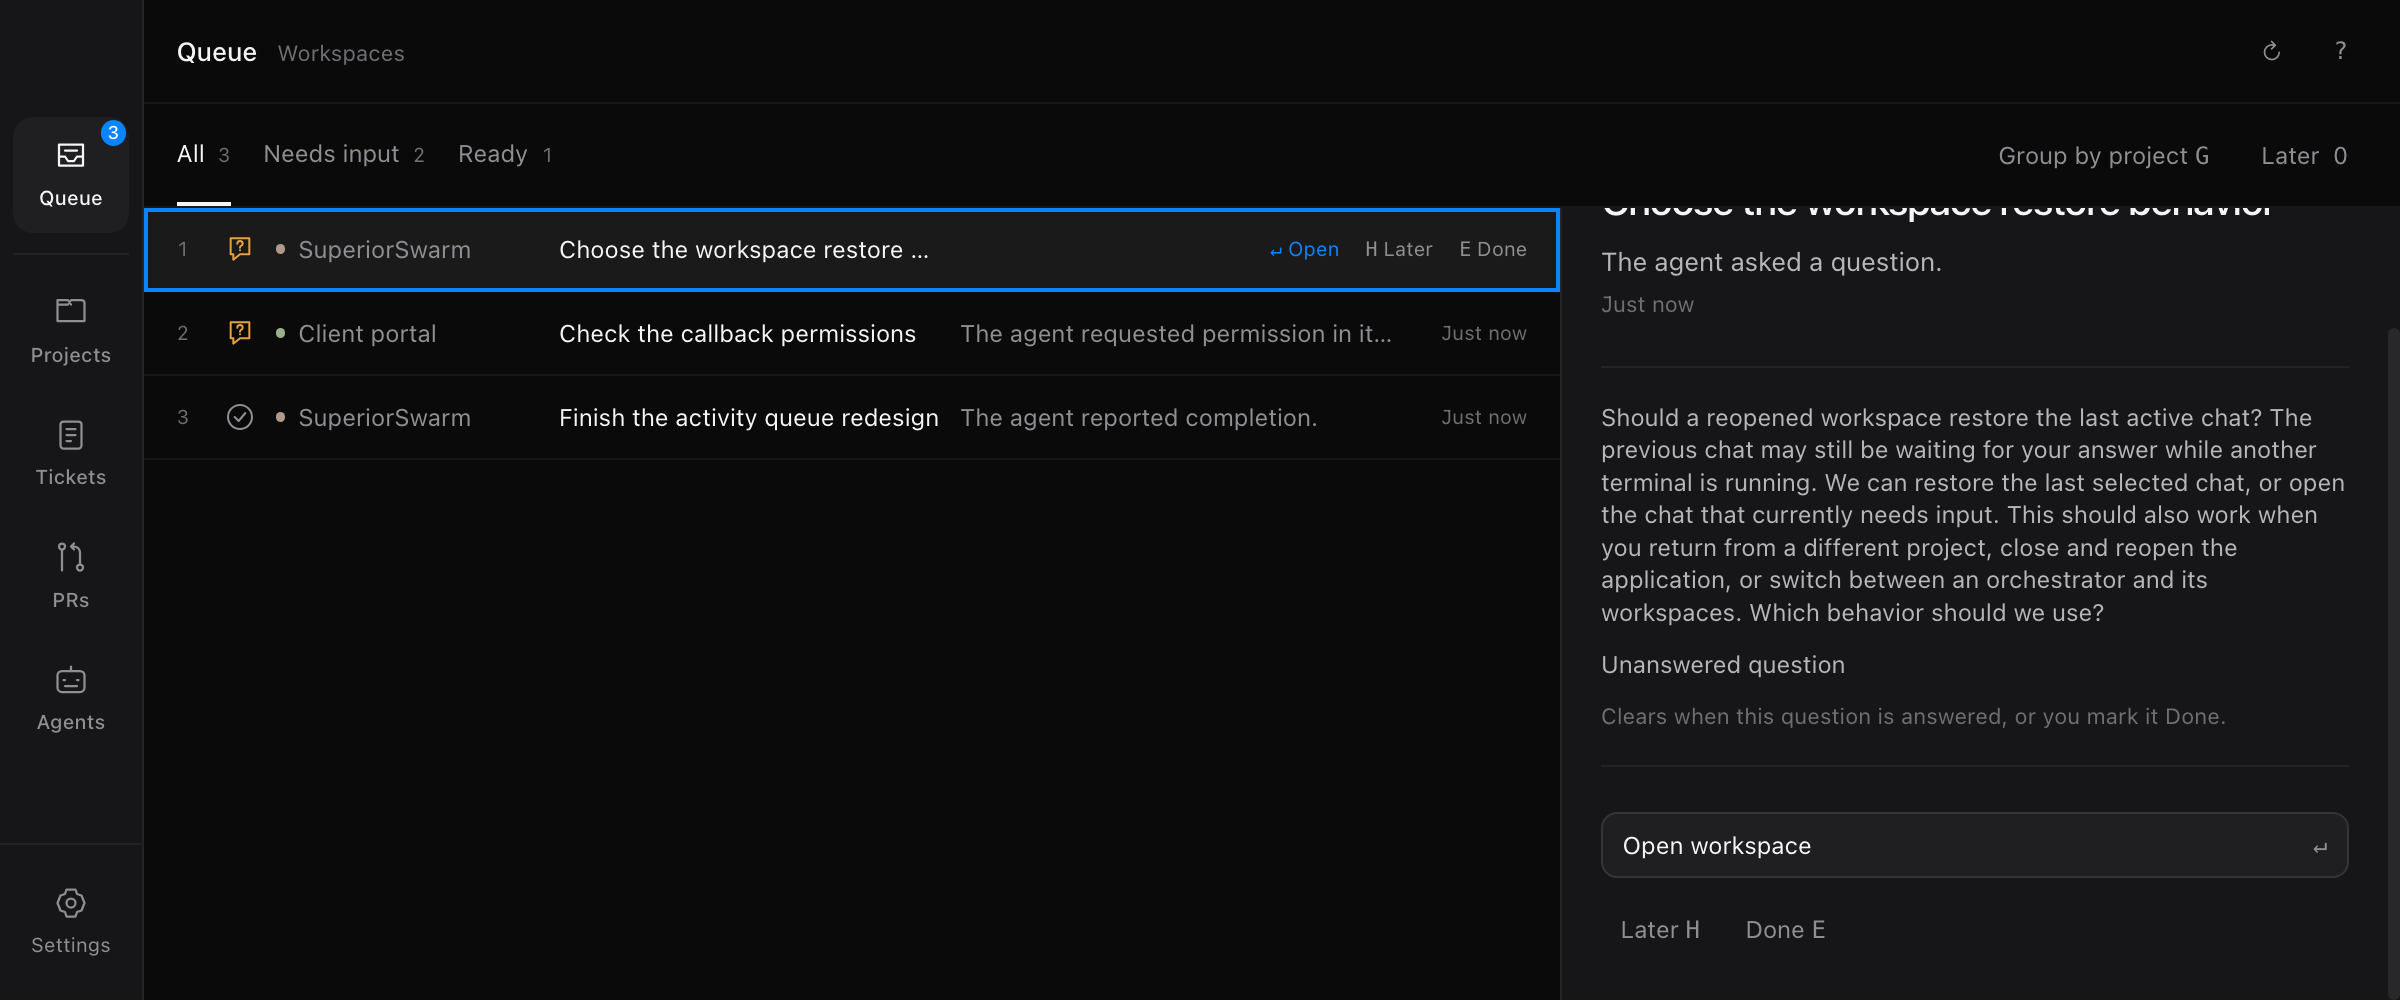 Queue Workspaces ?
3
Queue
Projects
Tickets
PRs
Agents
Settings
All 3 Needs input 2 Ready 1 Group by project G Later 0
1 SuperiorSwarm Choose the workspace restore ... ↵ Open H Later E Done
2 Client portal Check the callback permissions The agent requested permission in it... Just now
3 SuperiorSwarm Finish the activity queue redesign The agent reported completion. Just now
Choose the workspace restore behavior
The agent asked a question.
Just now
Should a reopened workspace restore the last active chat? The
previous chat may still be waiting for your answer while another
terminal is running. We can restore the last selected chat, or open
the chat that currently needs input. This should also work when
you return from a different project, close and reopen the
application, or switch between an orchestrator and its
workspaces. Which behavior should we use?
Unanswered question
Clears when this question is answered, or you mark it Done.
Open workspace ↵
Later H Done E